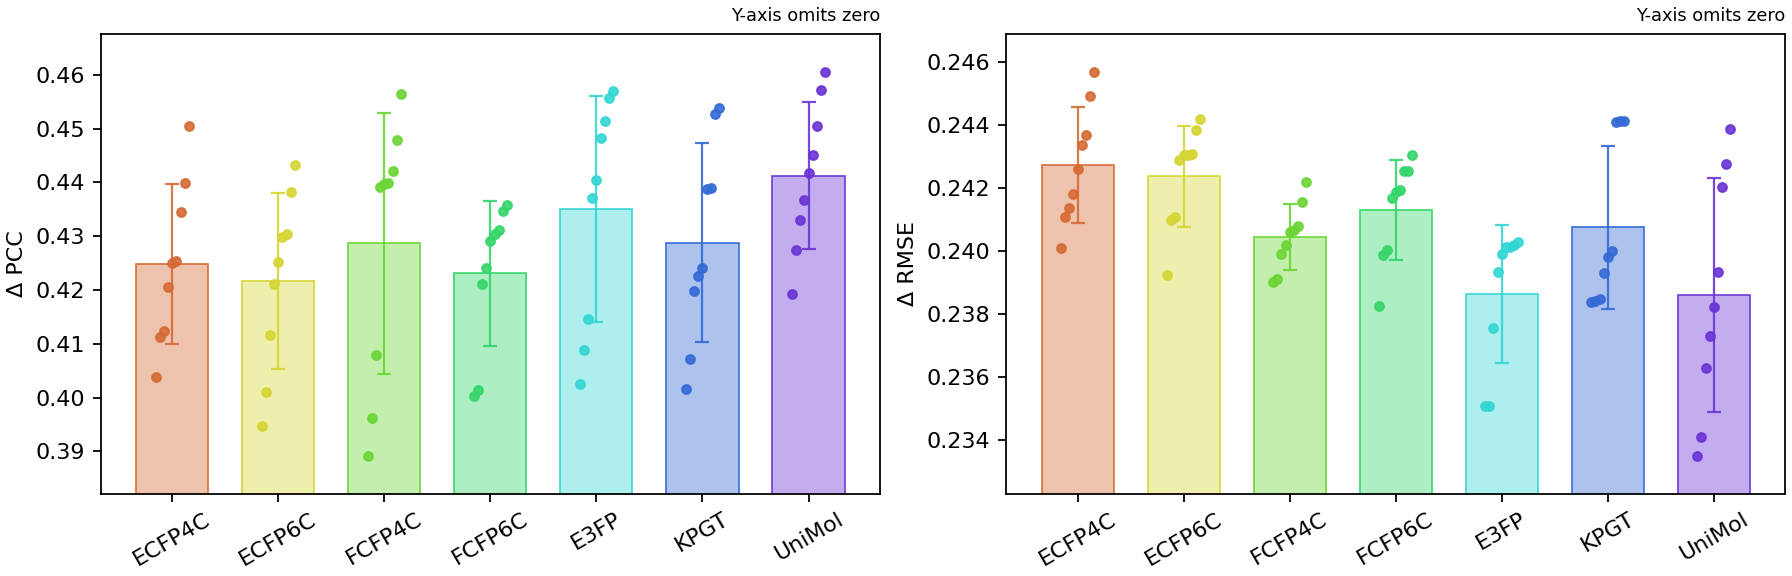 Y-axis omits zero
Δ PCC
0.46
0.45
0.44
0.43
0.42
0.41
0.40
0.39
ECFP4C ECFP6C FCFP4C FCFP6C E3FP KPGT UniMol
Y-axis omits zero
Δ RMSE
0.246
0.244
0.242
0.240
0.238
0.236
0.234
ECFP4C ECFP6C FCFP4C FCFP6C E3FP KPGT UniMol